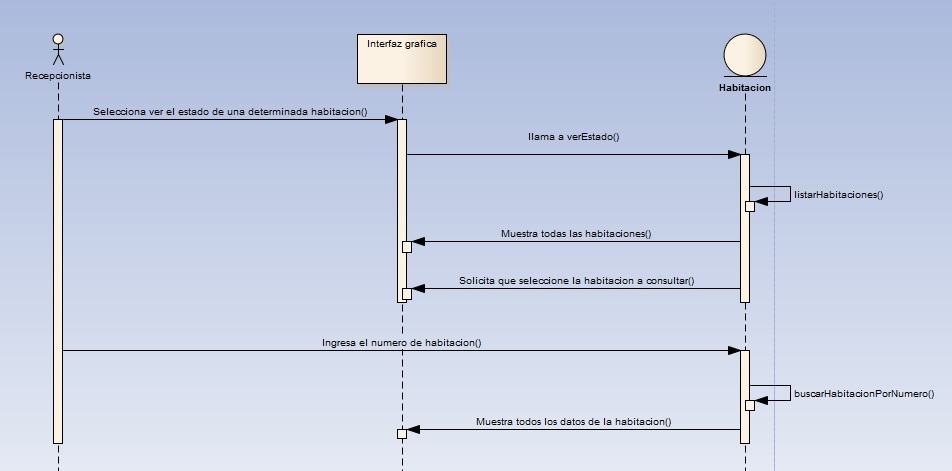 Recepcionista
Interfaz grafica
Habitacion
Selecciona ver el estado de una determinada habitacion()
llama a verEstado()
listarHabitaciones()
Muestra todas las habitaciones()
Solicita que seleccione la habitacion a consultar()
Ingresa el numero de habitacion()
buscarHabitacionPorNumero()
Muestra todos los datos de la habitacion()